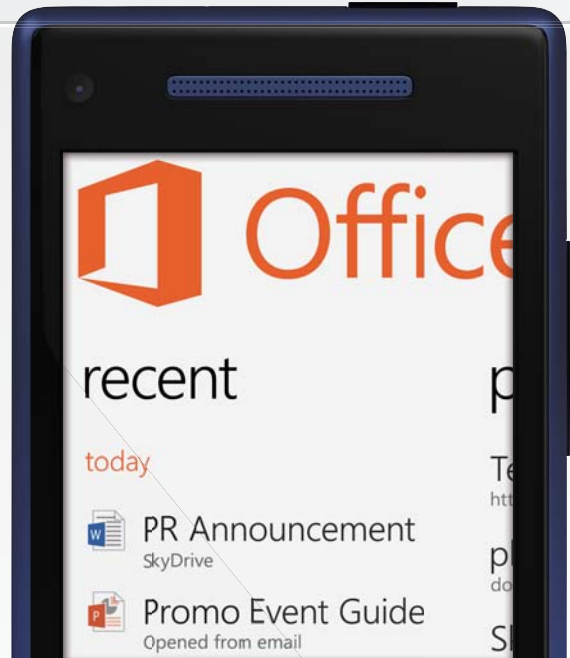 Office
recent
today
PR Announcement
SkyDrive
Promo Event Guide
Opened from email